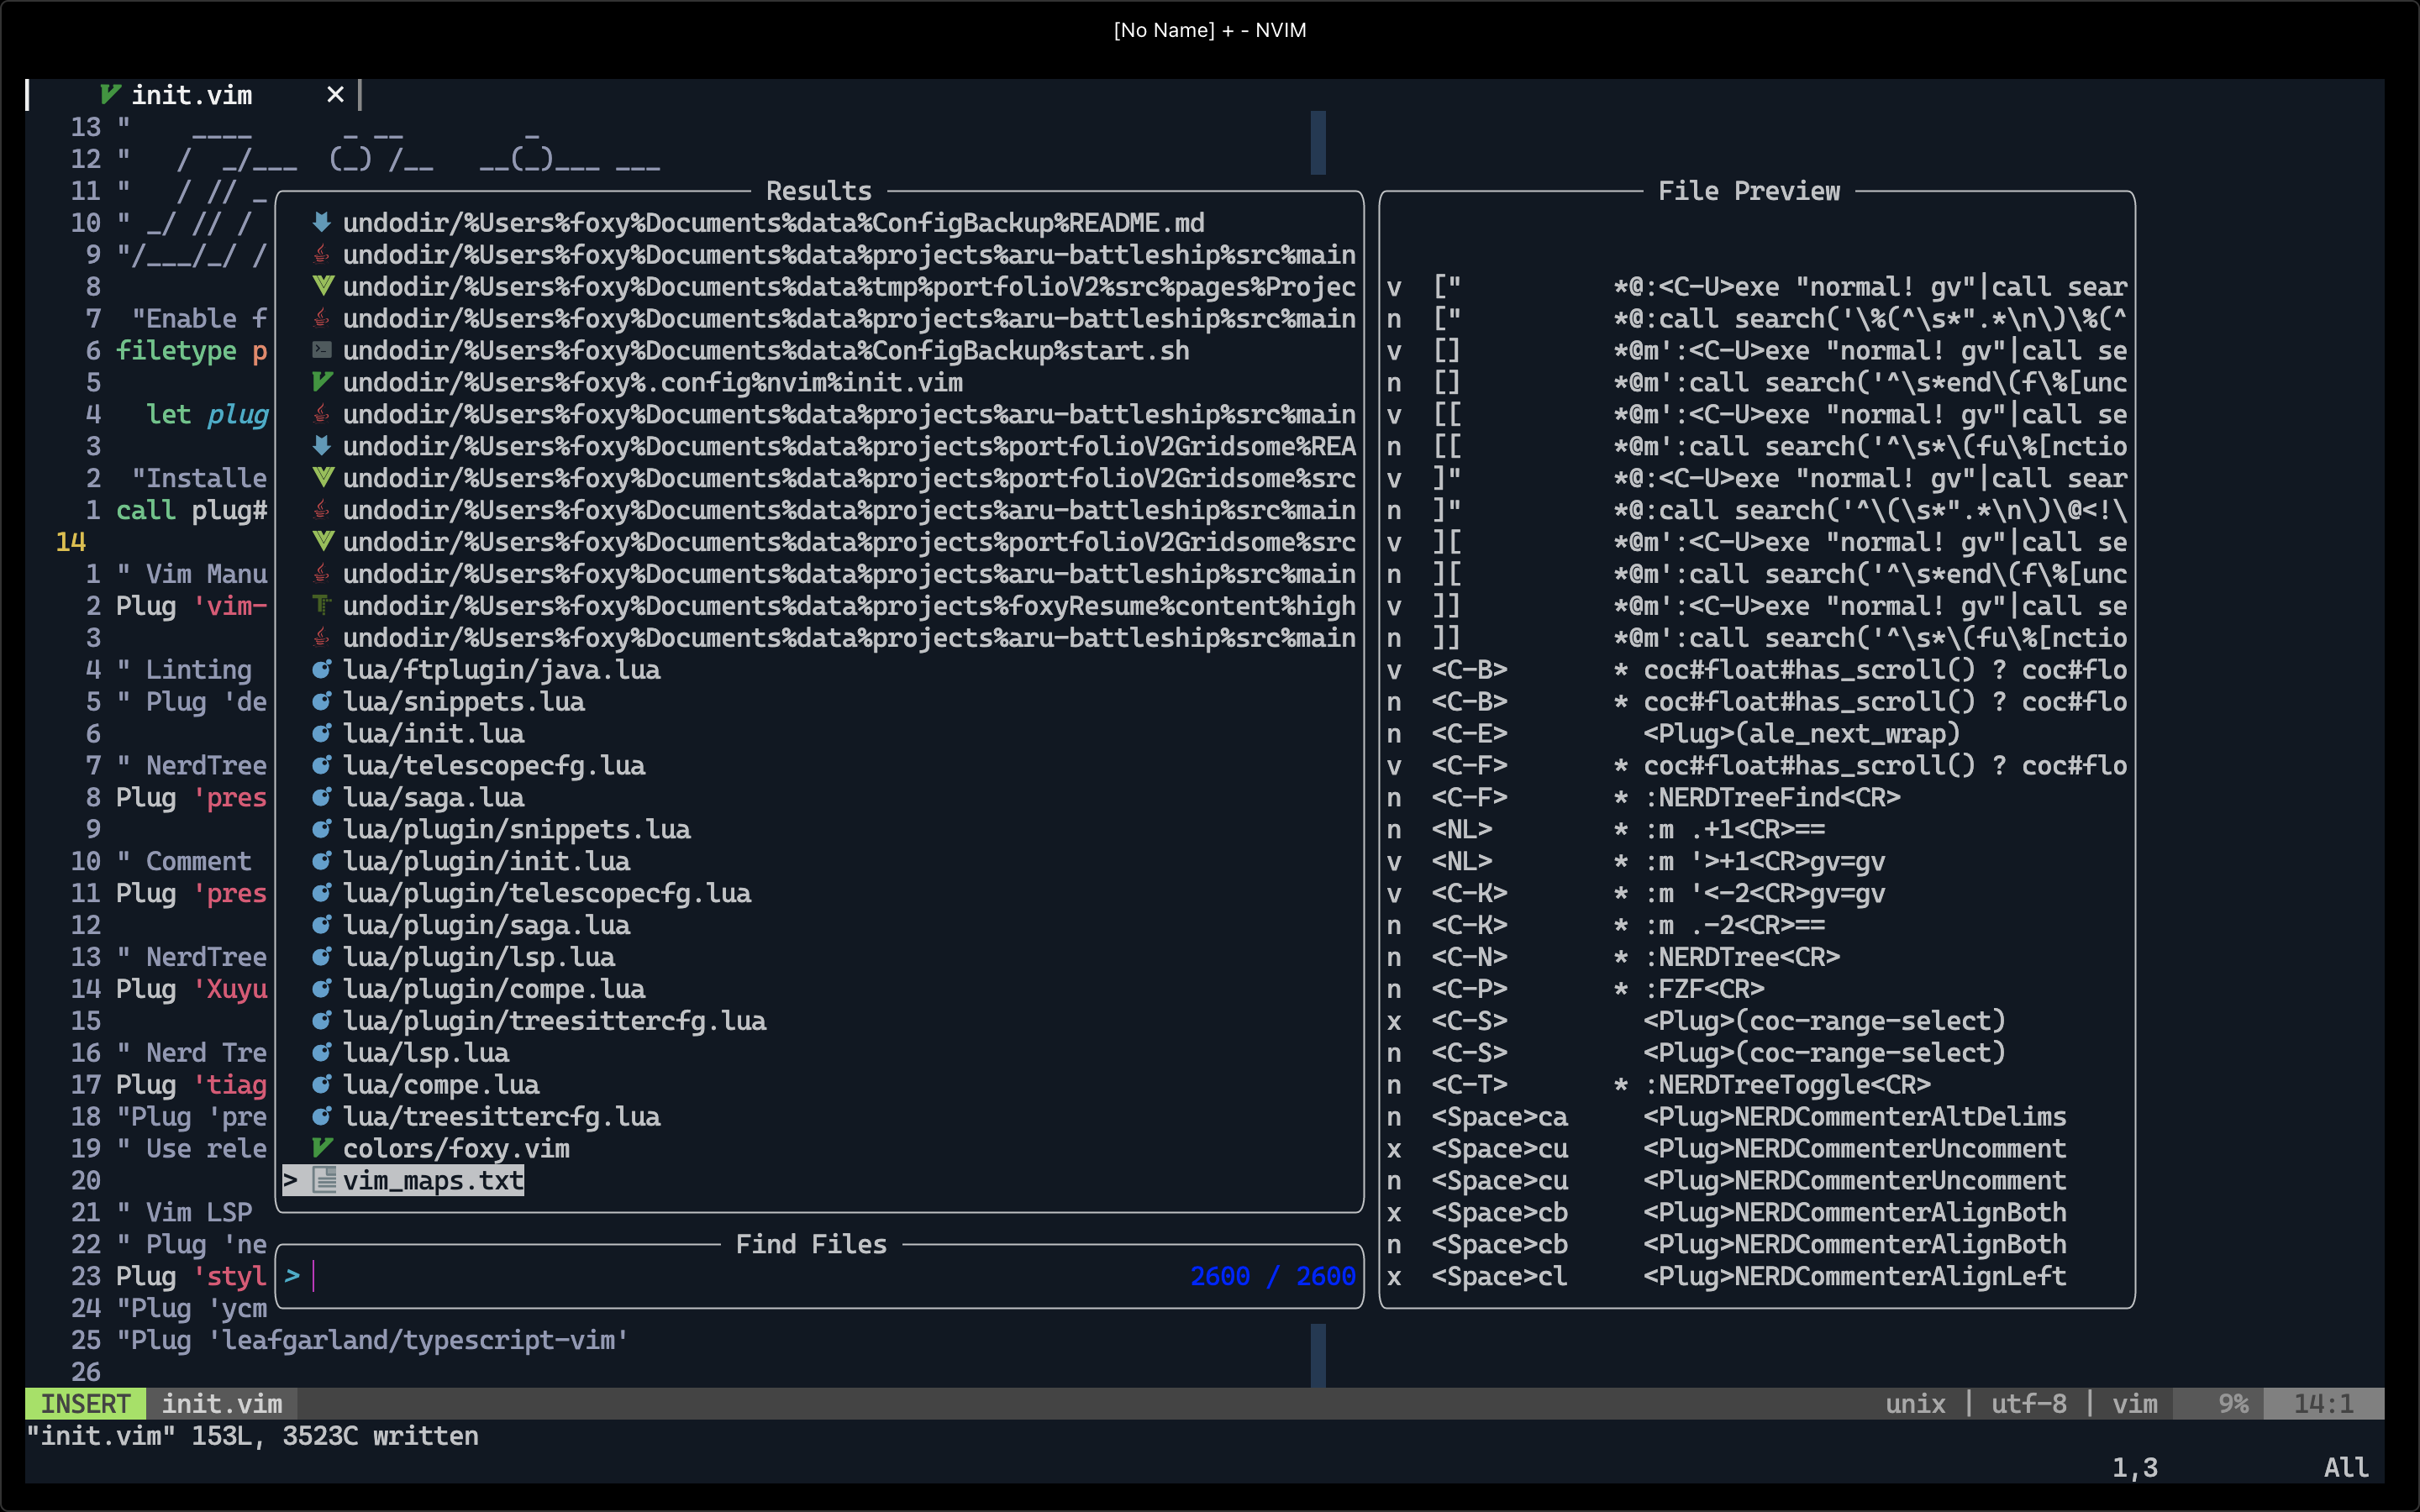 [No Name] + - NVIM
init.vim ✕
13 "    ____      _ __        _
12 "   /  _/___  (_) /__   __(_)___ ___
11 "   / // _
10 " _/ // /
9 "/___/_/ /
8
7 "Enable f
6 filetype p
5
4 let plug
3
2 "Installe
1 call plug#
14
1 " Vim Manu
2 Plug 'vim-
3
4 " Linting
5 " Plug 'de
6
7 " NerdTree
8 Plug 'pres
9
10 " Comment
11 Plug 'pres
12
13 " NerdTree
14 Plug 'Xuyu
15
16 " Nerd Tre
17 Plug 'tiag
18 "Plug 'pre
19 " Use rele
20
21 " Vim LSP
22 " Plug 'ne
23 Plug 'styl
24 "Plug 'ycm
25 "Plug 'leafgarland/typescript-vim'
26
Results
undodir/%Users%foxy%Documents%data%ConfigBackup%README.md
undodir/%Users%foxy%Documents%data%projects%aru-battleship%src%main
undodir/%Users%foxy%Documents%data%tmp%portfolioV2%src%pages%Projec
undodir/%Users%foxy%Documents%data%projects%aru-battleship%src%main
undodir/%Users%foxy%Documents%data%ConfigBackup%start.sh
undodir/%Users%foxy%.config%nvim%init.vim
undodir/%Users%foxy%Documents%data%projects%aru-battleship%src%main
undodir/%Users%foxy%Documents%data%projects%portfolioV2Gridsome%REA
undodir/%Users%foxy%Documents%data%projects%portfolioV2Gridsome%src
undodir/%Users%foxy%Documents%data%projects%aru-battleship%src%main
undodir/%Users%foxy%Documents%data%projects%portfolioV2Gridsome%src
undodir/%Users%foxy%Documents%data%projects%aru-battleship%src%main
undodir/%Users%foxy%Documents%data%projects%foxyResume%content%high
undodir/%Users%foxy%Documents%data%projects%aru-battleship%src%main
lua/ftplugin/java.lua
lua/snippets.lua
lua/init.lua
lua/telescopecfg.lua
lua/saga.lua
lua/plugin/snippets.lua
lua/plugin/init.lua
lua/plugin/telescopecfg.lua
lua/plugin/saga.lua
lua/plugin/lsp.lua
lua/plugin/compe.lua
lua/plugin/treesittercfg.lua
lua/lsp.lua
lua/compe.lua
lua/treesittercfg.lua
colors/foxy.vim
> vim_maps.txt
Find Files
> 2600 / 2600
File Preview
v  ["          *@:<C-U>exe "normal! gv"|call sear
n  ["          *@:call search('\%(^\s*".*\n\)\%(^
v  []          *@m':<C-U>exe "normal! gv"|call se
n  []          *@m':call search('^\s*end\(f\%[unc
v  [[          *@m':<C-U>exe "normal! gv"|call se
n  [[          *@m':call search('^\s*\(fu\%[nctio
v  ]"          *@:<C-U>exe "normal! gv"|call sear
n  ]"          *@:call search('^\(\s*".*\n\)\@<!\
v  ][          *@m':<C-U>exe "normal! gv"|call se
n  ][          *@m':call search('^\s*end\(f\%[unc
v  ]]          *@m':<C-U>exe "normal! gv"|call se
n  ]]          *@m':call search('^\s*\(fu\%[nctio
v  <C-B>       * coc#float#has_scroll() ? coc#flo
n  <C-B>       * coc#float#has_scroll() ? coc#flo
n  <C-E>         <Plug>(ale_next_wrap)
v  <C-F>       * coc#float#has_scroll() ? coc#flo
n  <C-F>       * :NERDTreeFind<CR>
n  <NL>        * :m .+1<CR>==
v  <NL>        * :m '>+1<CR>gv=gv
v  <C-K>       * :m '<-2<CR>gv=gv
n  <C-K>       * :m .-2<CR>==
n  <C-N>       * :NERDTree<CR>
n  <C-P>       * :FZF<CR>
x  <C-S>         <Plug>(coc-range-select)
n  <C-S>         <Plug>(coc-range-select)
n  <C-T>       * :NERDTreeToggle<CR>
n  <Space>ca     <Plug>NERDCommenterAltDelims
x  <Space>cu     <Plug>NERDCommenterUncomment
n  <Space>cu     <Plug>NERDCommenterUncomment
x  <Space>cb     <Plug>NERDCommenterAlignBoth
n  <Space>cb     <Plug>NERDCommenterAlignBoth
x  <Space>cl     <Plug>NERDCommenterAlignLeft
INSERT init.vim unix | utf-8 | vim 9% 14:1
"init.vim" 153L, 3523C written
1,3 All